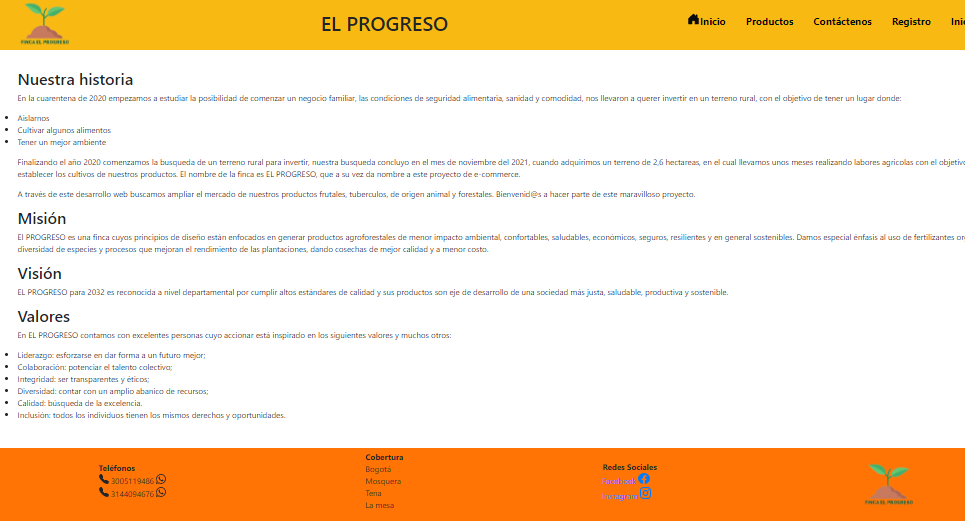 FINCA EL PROGRESO
EL PROGRESO
Inicio Productos Contáctenos Registro
Nuestra historia
En la cuarentena de 2020 empezamos a estudiar la posibilidad de comenzar un negocio familiar, las condiciones de seguridad alimentaria, sanidad y comodidad, nos llevaron a querer invertir en un terreno rural, con el objetivo de tener un lugar donde:
Aislarnos
Cultivar algunos alimentos
Tener un mejor ambiente
Finalizando el año 2020 comenzamos la busqueda de un terreno rural para invertir, nuestra busqueda concluyo en el mes de noviembre del 2021, cuando adquirimos un terreno de 2,6 hectareas, en el cual llevamos unos meses realizando labores agricolas con el objetivo
establecer los cultivos de nuestros productos. El nombre de la finca es EL PROGRESO, que a su vez da nombre a este proyecto de e-commerce.
A través de este desarrollo web buscamos ampliar el mercado de nuestros productos frutales, tuberculos, de origen animal y forestales. Bienvenid@s a hacer parte de este maravilloso proyecto.
Misión
El PROGRESO es una finca cuyos principios de diseño están enfocados en generar productos agroforestales de menor impacto ambiental, confortables, saludables, económicos, seguros, resilientes y en general sostenibles. Damos especial énfasis al uso de fertilizantes
diversidad de especies y procesos que mejoran el rendimiento de las plantaciones, dando cosechas de mejor calidad y a menor costo.
Visión
EL PROGRESO para 2032 es reconocida a nivel departamental por cumplir altos estándares de calidad y sus productos son eje de desarrollo de una sociedad más justa, saludable, productiva y sostenible.
Valores
En EL PROGRESO contamos con excelentes personas cuyo accionar está inspirado en los siguientes valores y muchos otros:
Liderazgo: esforzarse en dar forma a un futuro mejor;
Colaboración: potenciar el talento colectivo;
Integridad: ser transparentes y éticos;
Diversidad: contar con un amplio abanico de recursos;
Calidad: búsqueda de la excelencia.
Inclusión: todos los individuos tienen los mismos derechos y oportunidades.
Teléfonos
3005119486
3144094676
Cobertura
Bogotá
Mosquera
Tena
La mesa
Redes Sociales
Facebook
Instagram
FINCA EL PROGRESO